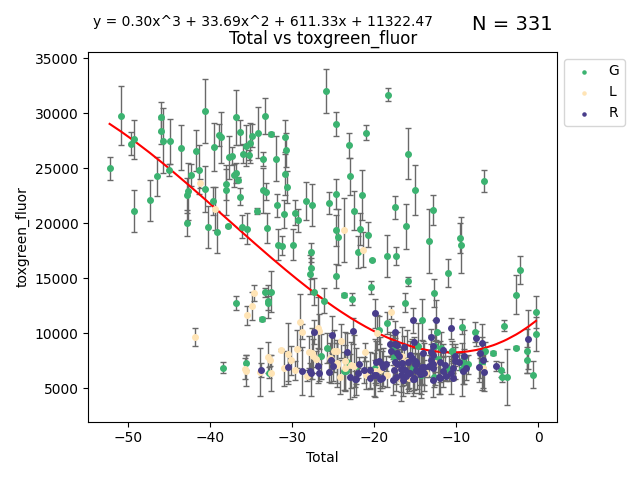 y = 0.30x^3 + 33.69x^2 + 611.33x + 11322.47
N = 331
Total vs toxgreen_fluor
35000
30000
25000
20000
15000
10000
5000
toxgreen_fluor
−50
−40
−30
−20
−10
0
Total
G
L
R